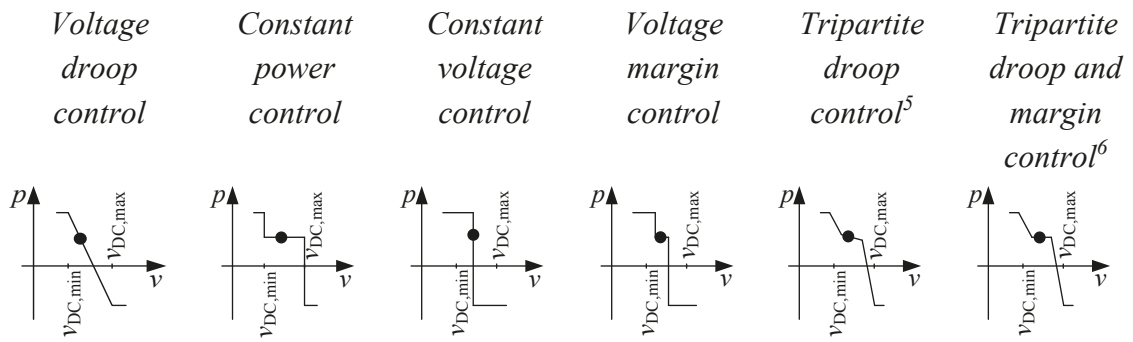 Voltage droop control
Constant power control
Constant voltage control
Voltage margin control
Tripartite droop control5
Tripartite droop and margin control6
p
v
vDC,min
vDC,max
p
v
vDC,min
vDC,max
p
v
vDC,min
vDC,max
p
v
vDC,min
vDC,max
p
v
vDC,min
vDC,max
p
v
vDC,min
vDC,max